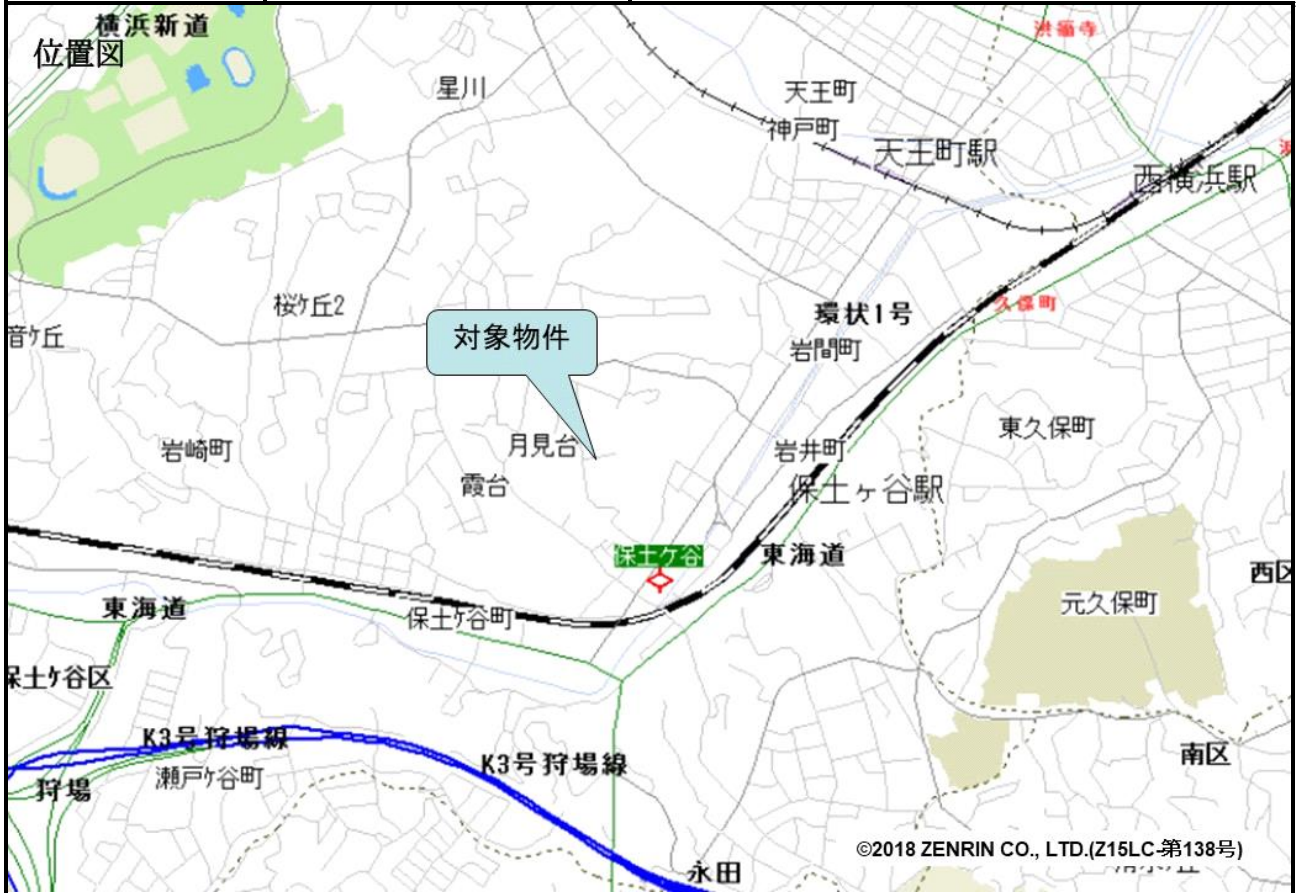 横浜新道
位置図
洪福寺
星川
天王町
神戸町
天王町駅
西横浜駅
桜ケ丘2
環状1号
久保町
音ケ丘
対象物件
岩間町
岩崎町
月見台
岩井町
東久保町
霞台
保土ヶ谷駅
保土ケ谷
東海道
西区
東海道
保土ケ谷町
元久保町
保土ケ谷区
K3号狩場線
K3号狩場線
南区
狩場
瀬戸ケ谷町
©2018 ZENRIN CO., LTD.(Z15LC-第138号)
永田